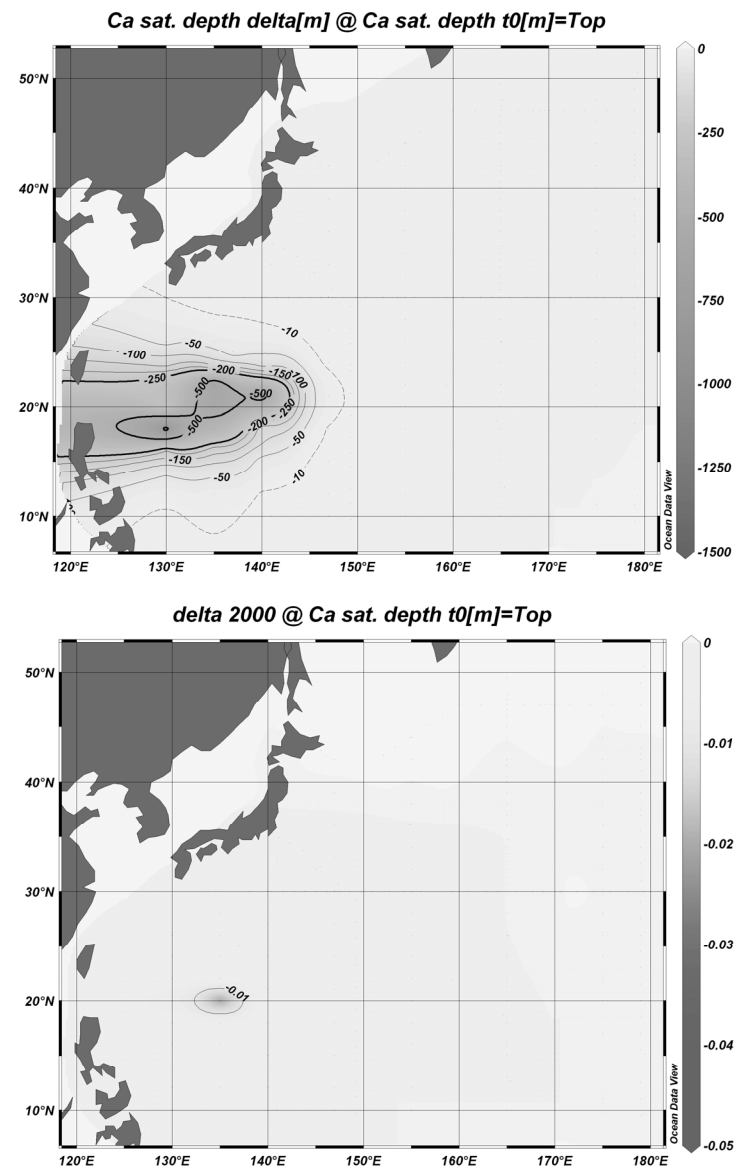 Ca sat. depth delta[m] @ Ca sat. depth t0[m]=Top
50°N
40°N
30°N
20°N
10°N
120°E
130°E
140°E
150°E
160°E
170°E
180°E
-10
-50
-100
-200
-150
-100
-250
-500
-500
-250
-500
-200
-150
-50
-50
-10
Ocean Data View
0
-250
-500
-750
-1000
-1250
-1500
delta 2000 @ Ca sat. depth t0[m]=Top
50°N
40°N
30°N
20°N
10°N
120°E
130°E
140°E
150°E
160°E
170°E
180°E
-0.01
Ocean Data View
0
-0.01
-0.02
-0.03
-0.04
-0.05